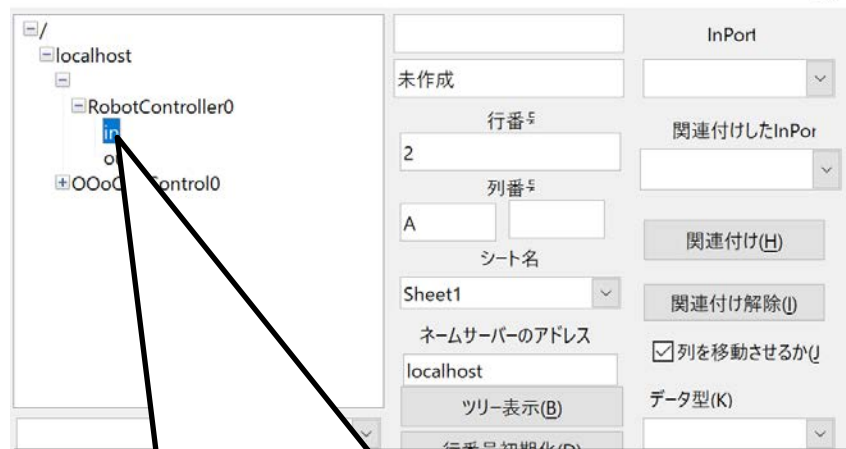 /
localhost
RobotController0
in
未作成
行番号
2
列番号
A
シート名
Sheet1
ネームサーバーのアドレス
localhost
ツリー表示(B)
InPort
関連付けしたInPor
関連付け(H)
関連付け解除(I)
列を移動させるか(J
データ型(K)